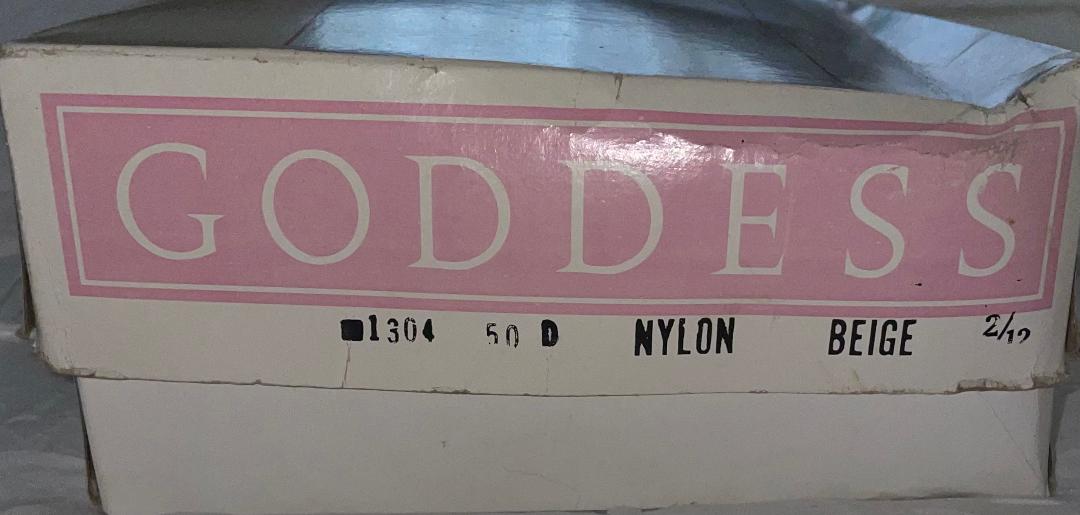 GODDESS
■1304 50 D NYLON BEIGE 2/12